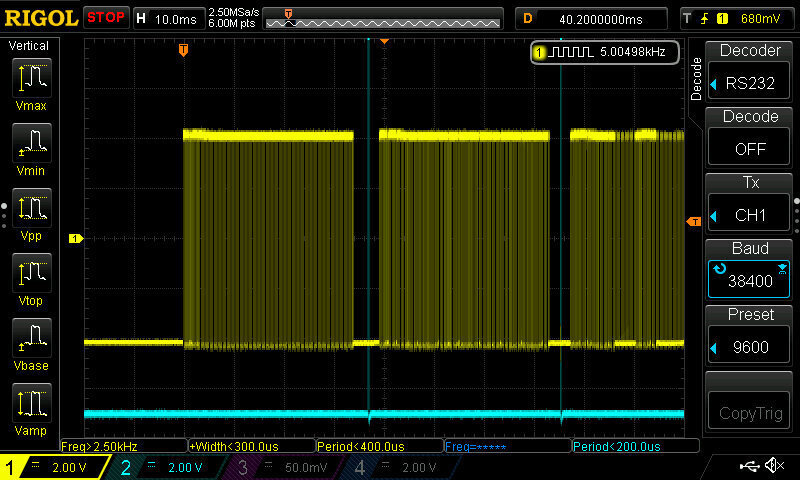 RIGOL STOP H 10.0ms 2.50MSa/s 6.00M pts D 40.2000000ms T 1 680mV
Vertical
Vmax
Vmin
Vpp
Vtop
Vbase
Vamp
T
1 5.00498kHz
1
T
Decode
Decoder
RS232
Decode
OFF
Tx
CH1
Baud
38400
Preset
9600
CopyTrig
Freq>2.50kHz +Width<300.0us Period<400.0us Freq=***** Period<200.0us
1 2.00 V 2 2.00 V 3 50.0mV 4 2.00 V